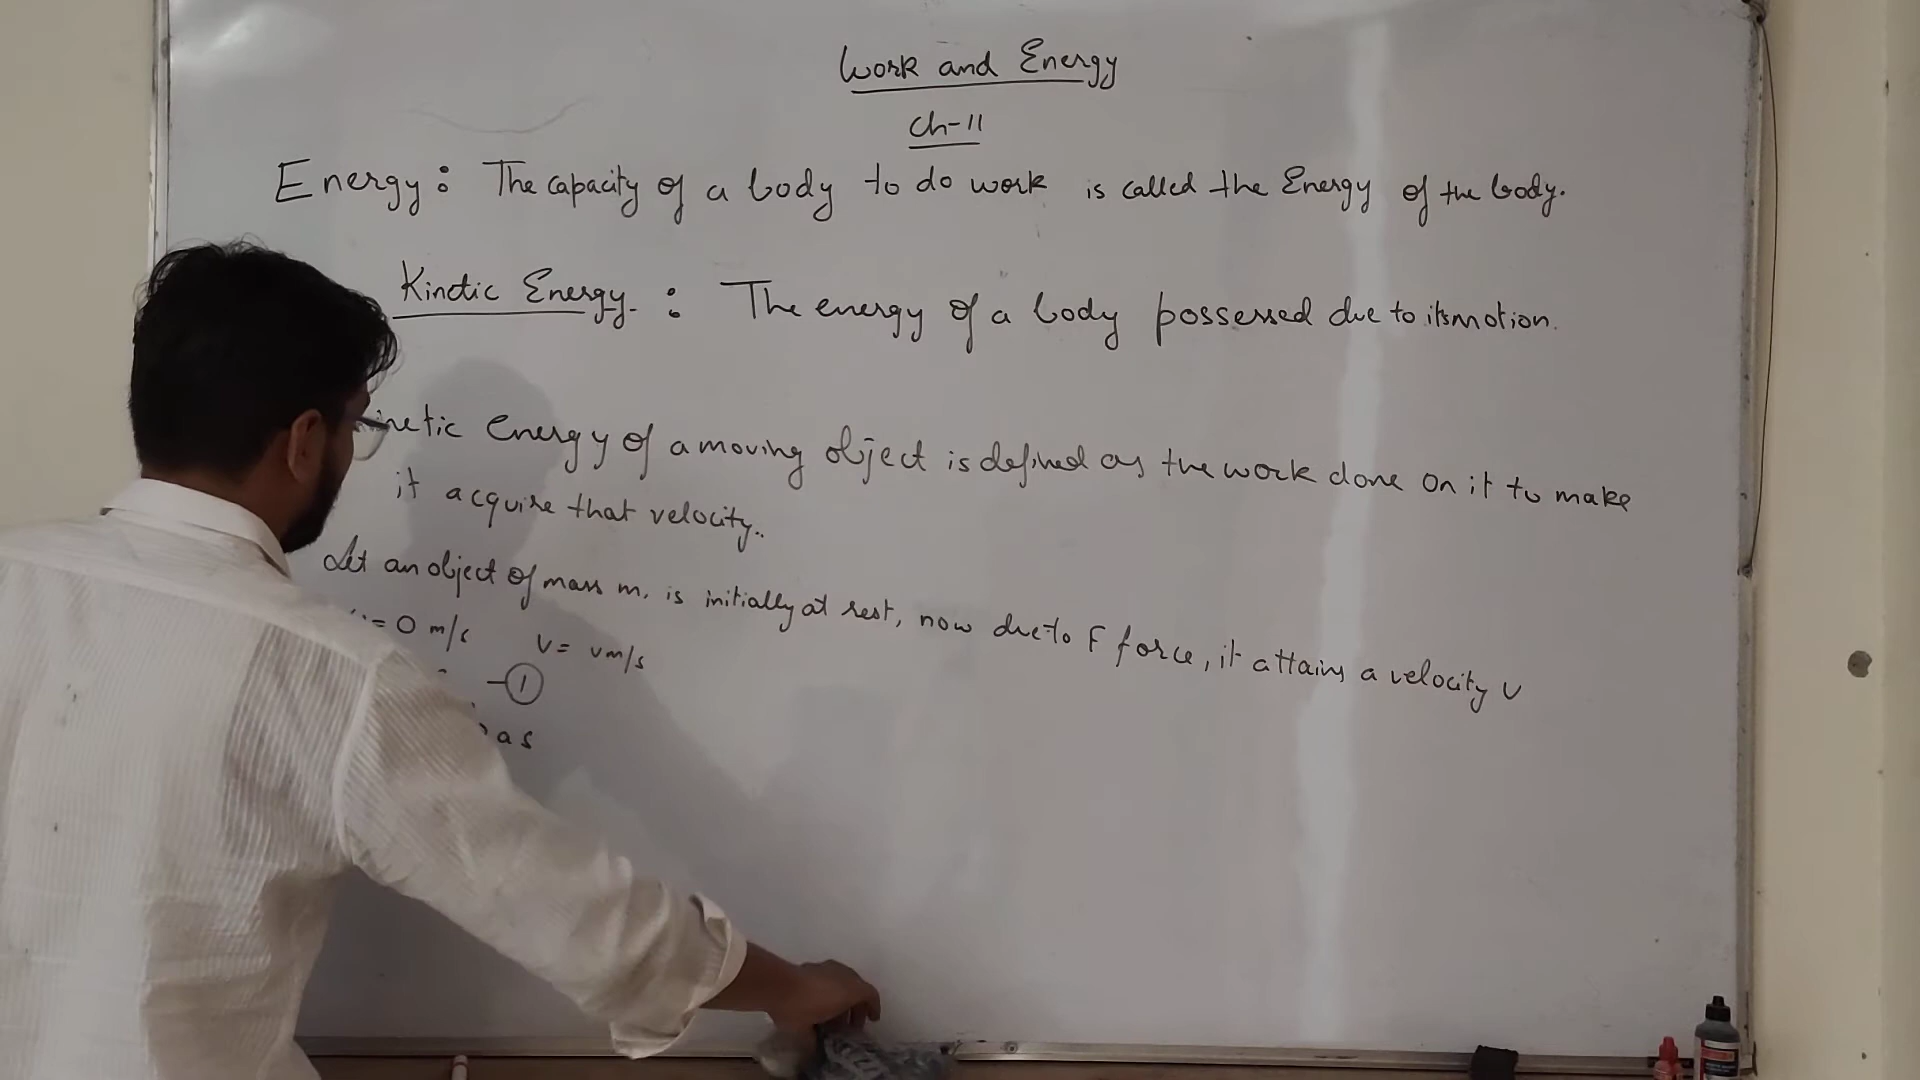 Work and Energy
Ch-11
Energy: The capacity of a body to do work is called the Energy of the body.
Kinetic Energy. : The energy of a body possessed due to its motion.
netic energy of a moving object is defined as the work done on it to make
it acquire that velocity..
Let an object of mass m, is initially at rest, now due to F force, it attains a velocity v
= 0 m/s v = v m/s
as